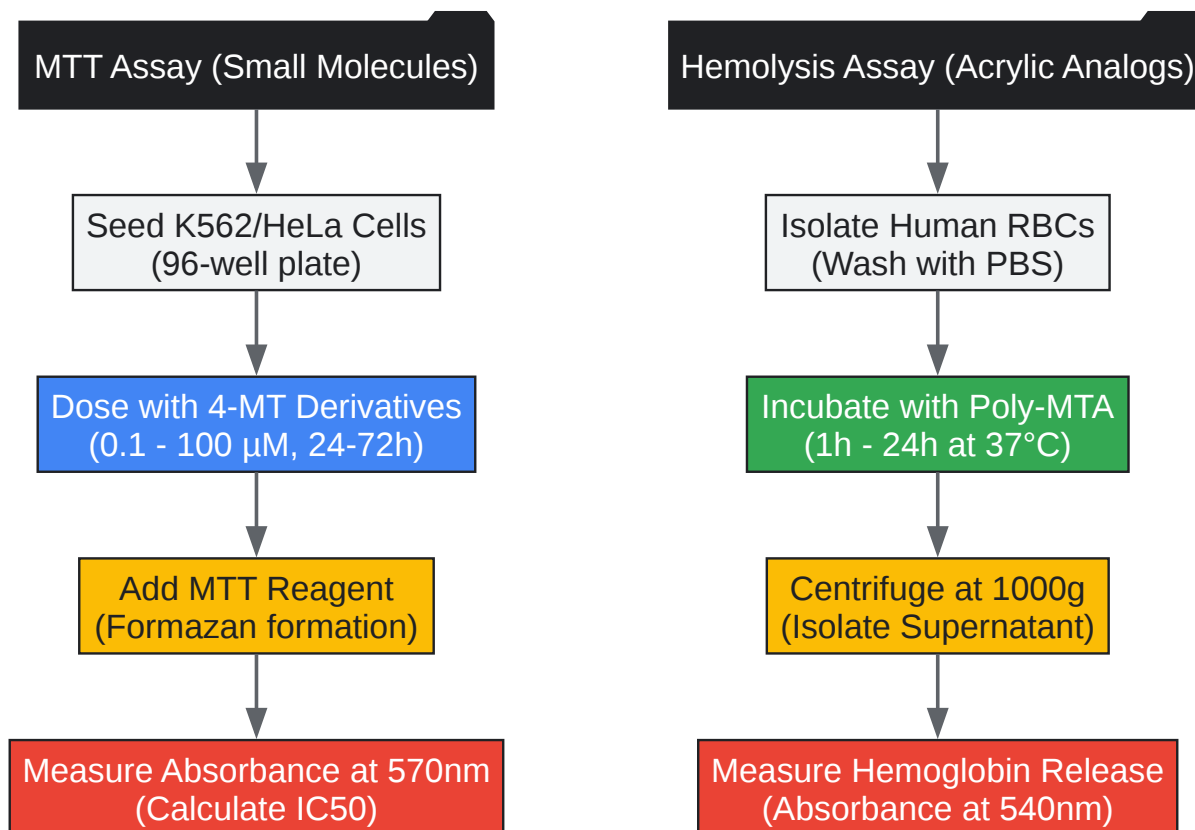 MTT Assay (Small Molecules)
Seed K562/HeLa Cells
(96-well plate)
Dose with 4-MT Derivatives
(0.1 - 100 µM, 24-72h)
Add MTT Reagent
(Formazan formation)
Measure Absorbance at 570nm
(Calculate IC50)
Hemolysis Assay (Acrylic Analogs)
Isolate Human RBCs
(Wash with PBS)
Incubate with Poly-MTA
(1h - 24h at 37°C)
Centrifuge at 1000g
(Isolate Supernatant)
Measure Hemoglobin Release
(Absorbance at 540nm)